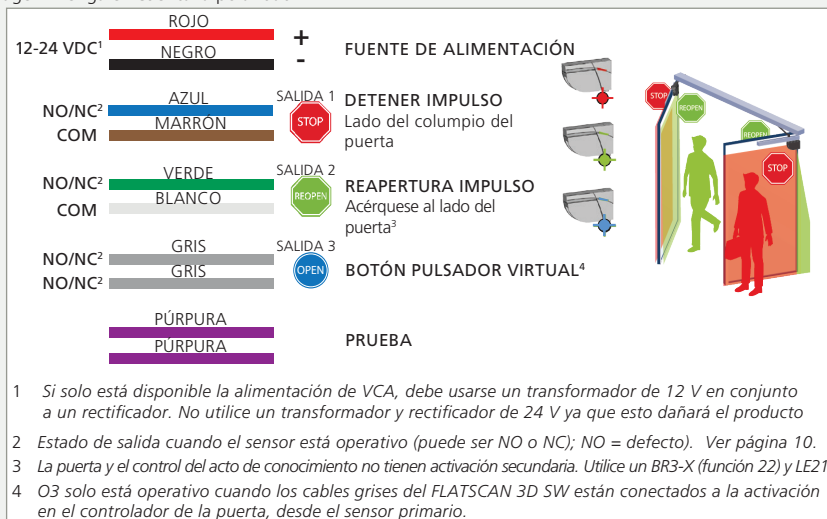 ROJO
12-24 VDC¹
+
FUENTE DE ALIMENTACIÓN
NEGRO
-
AZUL
SALIDA 1
DETENER IMPULSO
NO/NC²
STOP
Lado del columpio del
MARRÓN
COM
puerta
VERDE
SALIDA 2
NO/NC²
REAPERTURA IMPULSO
REOPEN
BLANCO
Acérquese al lado del
COM
puerta³
GRIS
SALIDA 3
NO/NC²
OPEN
BOTÓN PULSADOR VIRTUAL⁴
GRIS
NO/NC²
PÚRPURA
PRUEBA
PÚRPURA
STOP
REOPEN
REOPEN
STOP
1 Si solo está disponible la alimentación de VCA, debe usarse un transformador de 12 V en conjunto
a un rectificador. No utilice un transformador y rectificador de 24 V ya que esto dañará el producto
2 Estado de salida cuando el sensor está operativo (puede ser NO o NC); NO = defecto). Ver página 10.
3 La puerta y el control del acto de conocimiento no tienen activación secundaria. Utilice un BR3-X (función 22) y LE21
4 O3 solo está operativo cuando los cables grises del FLATSCAN 3D SW están conectados a la activación
en el controlador de la puerta, desde el sensor primario.